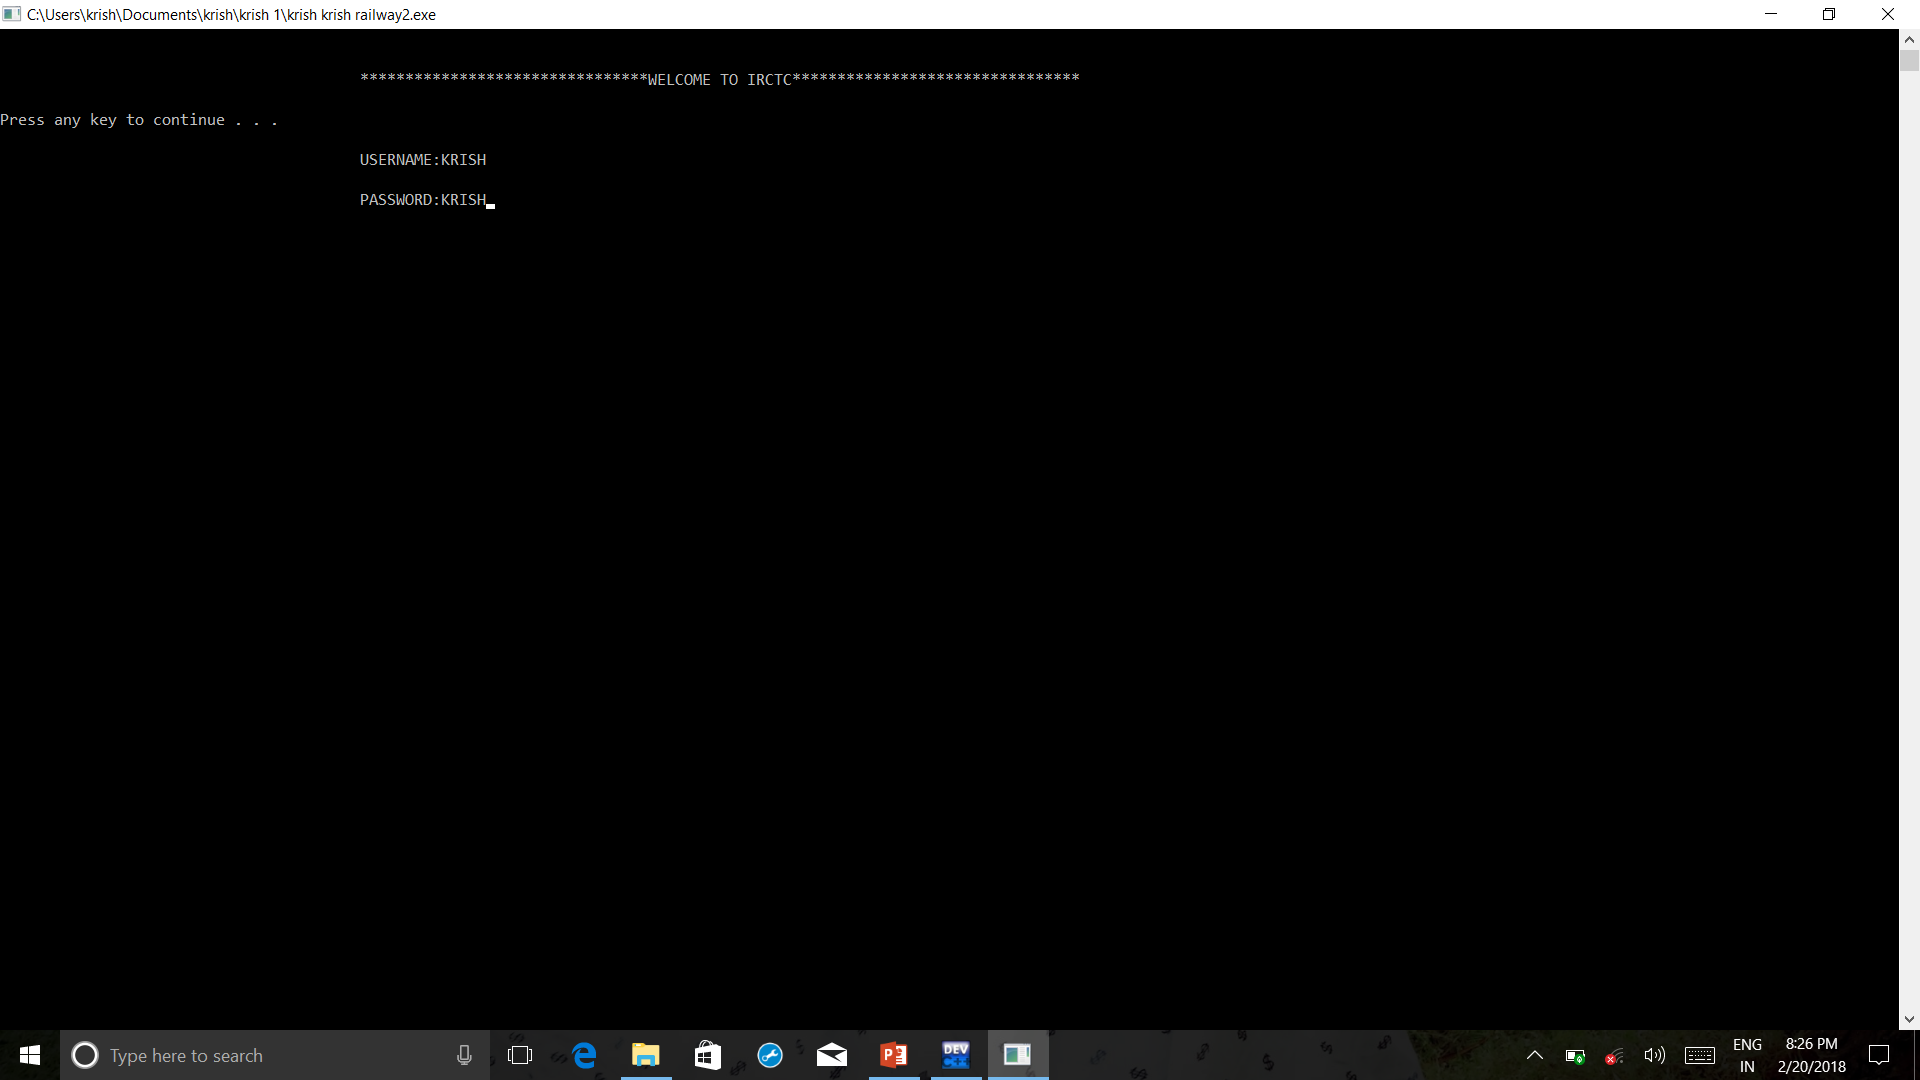 C:\Users\krish\Documents\krish\krish 1\krish krish railway2.exe
********************************WELCOME TO IRCTC********************************
Press any key to continue . . .
USERNAME:KRISH
PASSWORD:KRISH
Type here to search
DEV
C++
ENG
IN
8:26 PM
2/20/2018